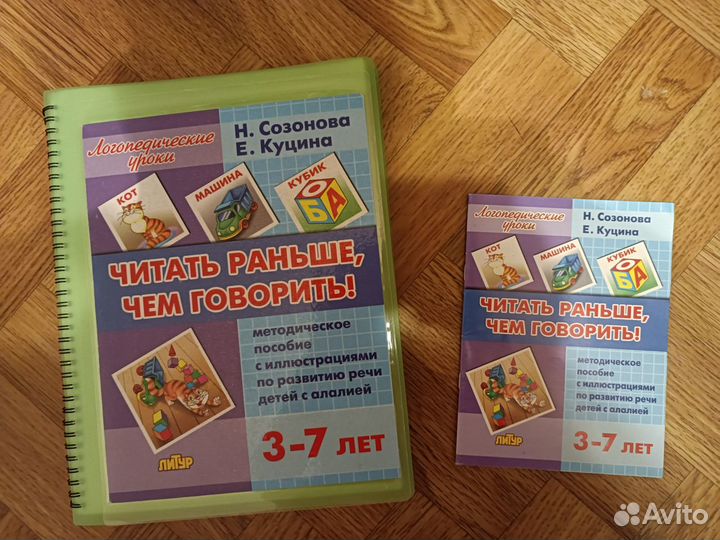 Логопедические
уроки
Н. Созонова
Е. Куцина
КОТ
МАШИНА
КУБИК
БА
ЧИТАТЬ РАНЬШЕ,
ЧЕМ ГОВОРИТЬ!
методическое
пособие
с иллюстрациями
по развитию речи
детей с алалией
3-7 ЛЕТ
ЛИТУР
Логопедические
уроки
Н. Созонова
Е. Куцина
КОТ
МАШИНА
КУБИК
БА
ЧИТАТЬ РАНЬШЕ,
ЧЕМ ГОВОРИТЬ!
методическое
пособие
с иллюстрациями
по развитию речи
детей с алалией
3-7 ЛЕТ
ЛИТУР
Avito